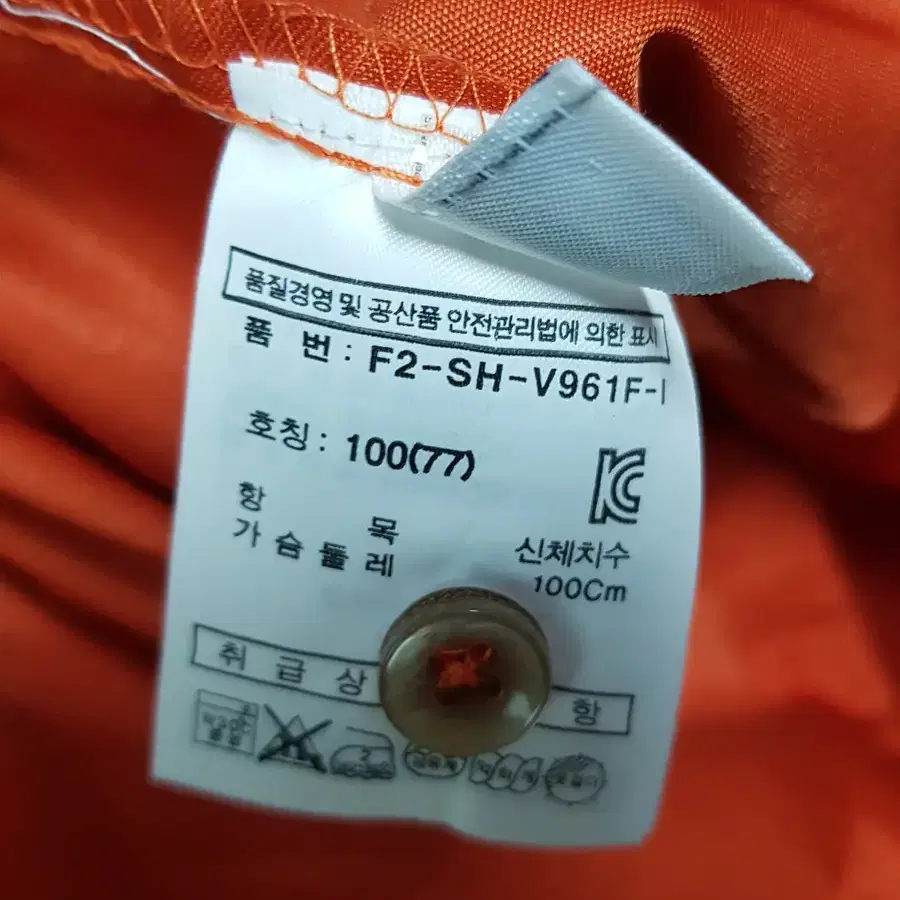 품질경영 및 공산품 안전관리법에 의한 표시
품 번 : F2-SH-V961F-I
호칭 : 100(77)
KC
항 목 신체치수
가슴둘레 100Cm
취급상 항
2